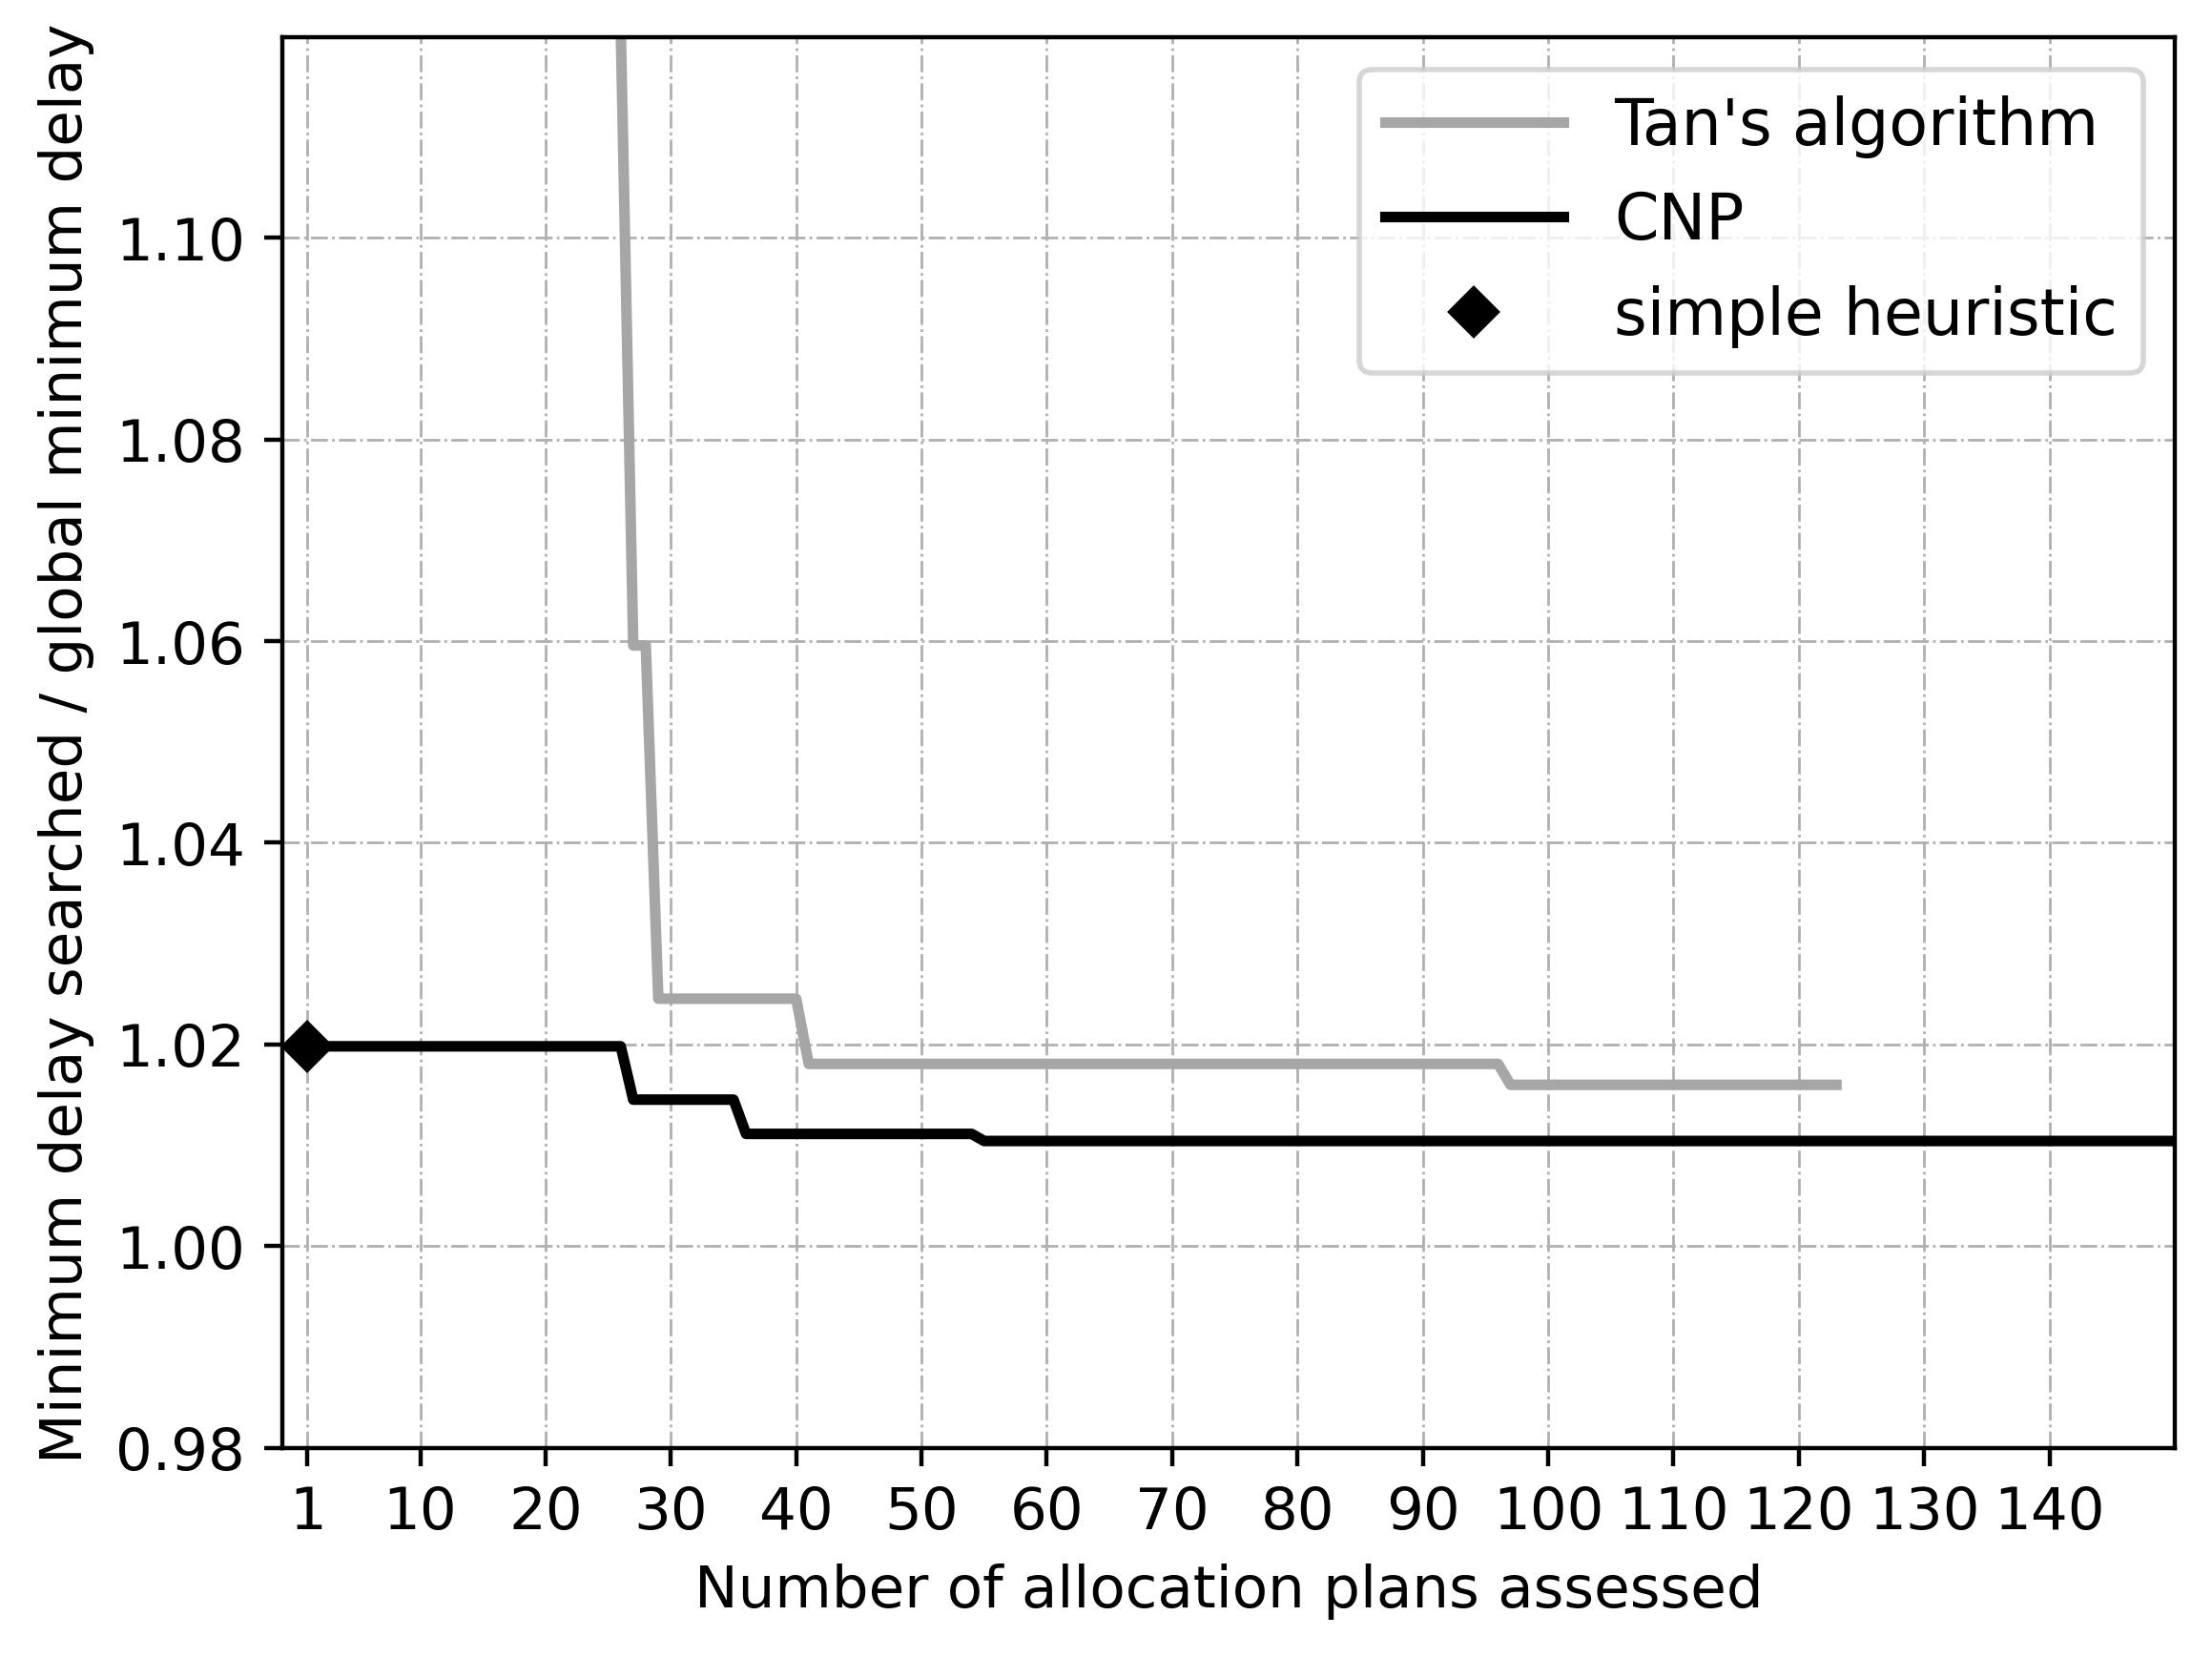 Minimum delay searched / global minimum delay
1.10
1.08
1.06
1.04
1.02
1.00
0.98
Tan's algorithm
CNP
simple heuristic
1 10 20 30 40 50 60 70 80 90 100 110 120 130 140
Number of allocation plans assessed